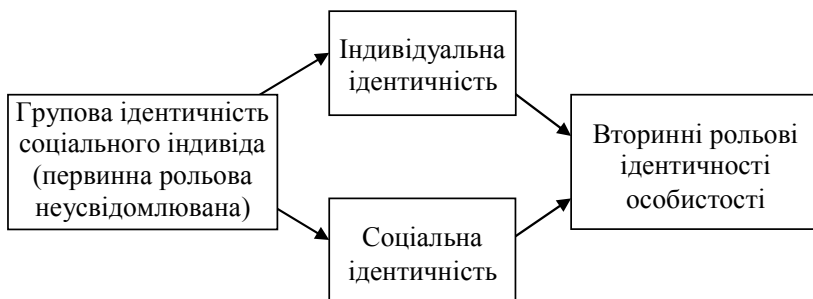 Групова ідентичність
соціального індивіда
(первинна рольова
неусвідомлювана)
Індивідуальна
ідентичність
Соціальна
ідентичність
Вторинні рольові
ідентичності
особистості